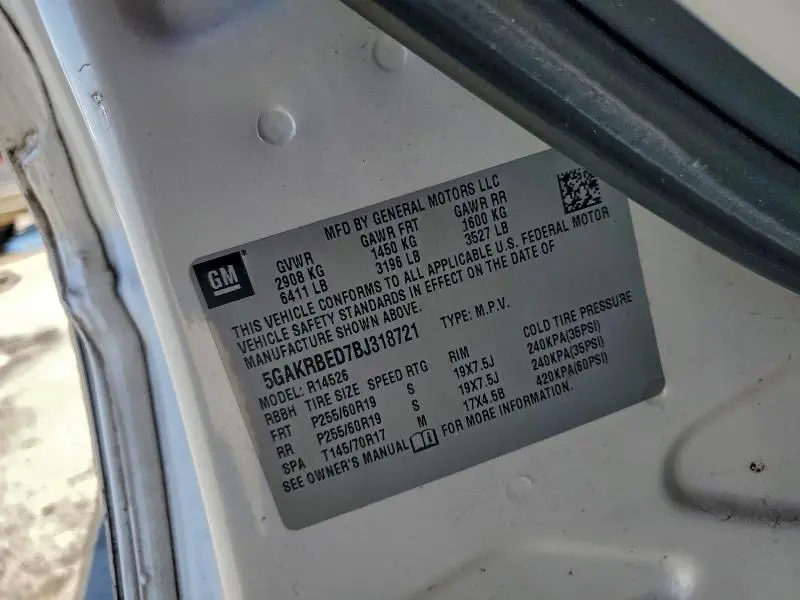 MFD BY GENERAL MOTORS LLC
GM
GVWR GAWR FRT GAWR RR
2908 KG 1450 KG 1600 KG
6411 LB 3196 LB 3527 LB
THIS VEHICLE CONFORMS TO ALL APPLICABLE U.S. FEDERAL MOTOR
VEHICLE SAFETY STANDARDS IN EFFECT ON THE DATE OF
MANUFACTURE SHOWN ABOVE.
5GAKRBED7BJ318721 TYPE: M.P.V.
MODEL: R14526
RBBH TIRE SIZE SPEED RTG RIM COLD TIRE PRESSURE
FRT P255/60R19 S 19X7.5J 240KPA(35PSI)
RR P255/60R19 S 19X7.5J 240KPA(35PSI)
SPA T145/70R17 M 17X4.5B 420KPA(60PSI)
SEE OWNER'S MANUAL FOR MORE INFORMATION.